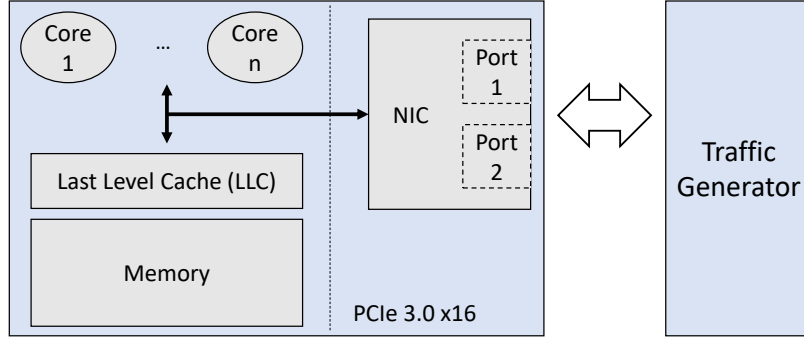 Core
1
...
Core
n
NIC
Port
1
Port
2
Last Level Cache (LLC)
Memory
PCIe 3.0 x16
Traffic
Generator